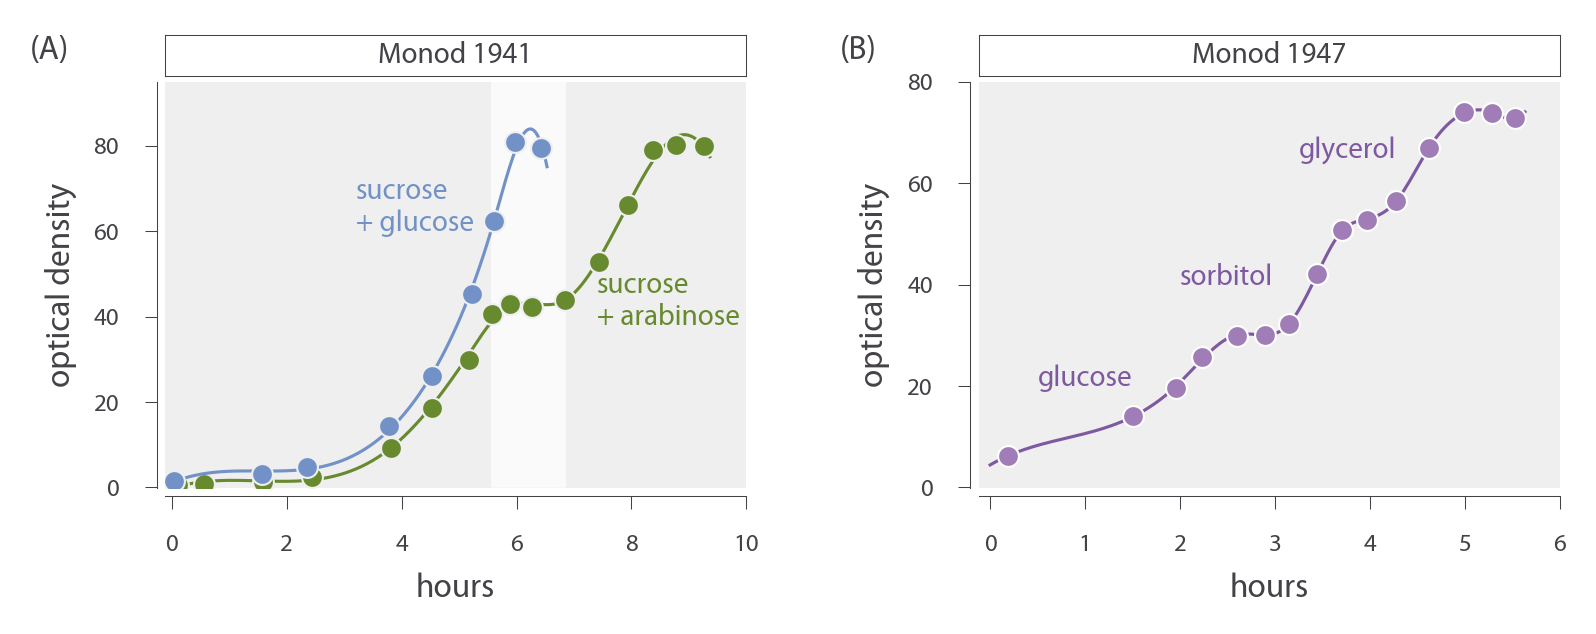 (A)
Monod 1941
optical density
80
60
40
20
0
sucrose
+ glucose
sucrose
+ arabinose
0 2 4 6 8 10
hours
(B)
Monod 1947
optical density
80
60
40
20
0
glycerol
sorbitol
glucose
0 1 2 3 4 5 6
hours